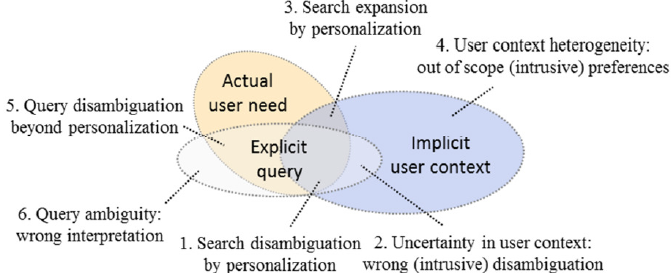 3. Search expansion
by personalization
4. User context heterogeneity:
out of scope (intrusive) preferences
Actual
user need
5. Query disambiguation
beyond personalization
Explicit
query
Implicit
user context
6. Query ambiguity:
wrong interpretation
1. Search disambiguation
by personalization
2. Uncertainty in user context:
wrong (intrusive) disambiguation